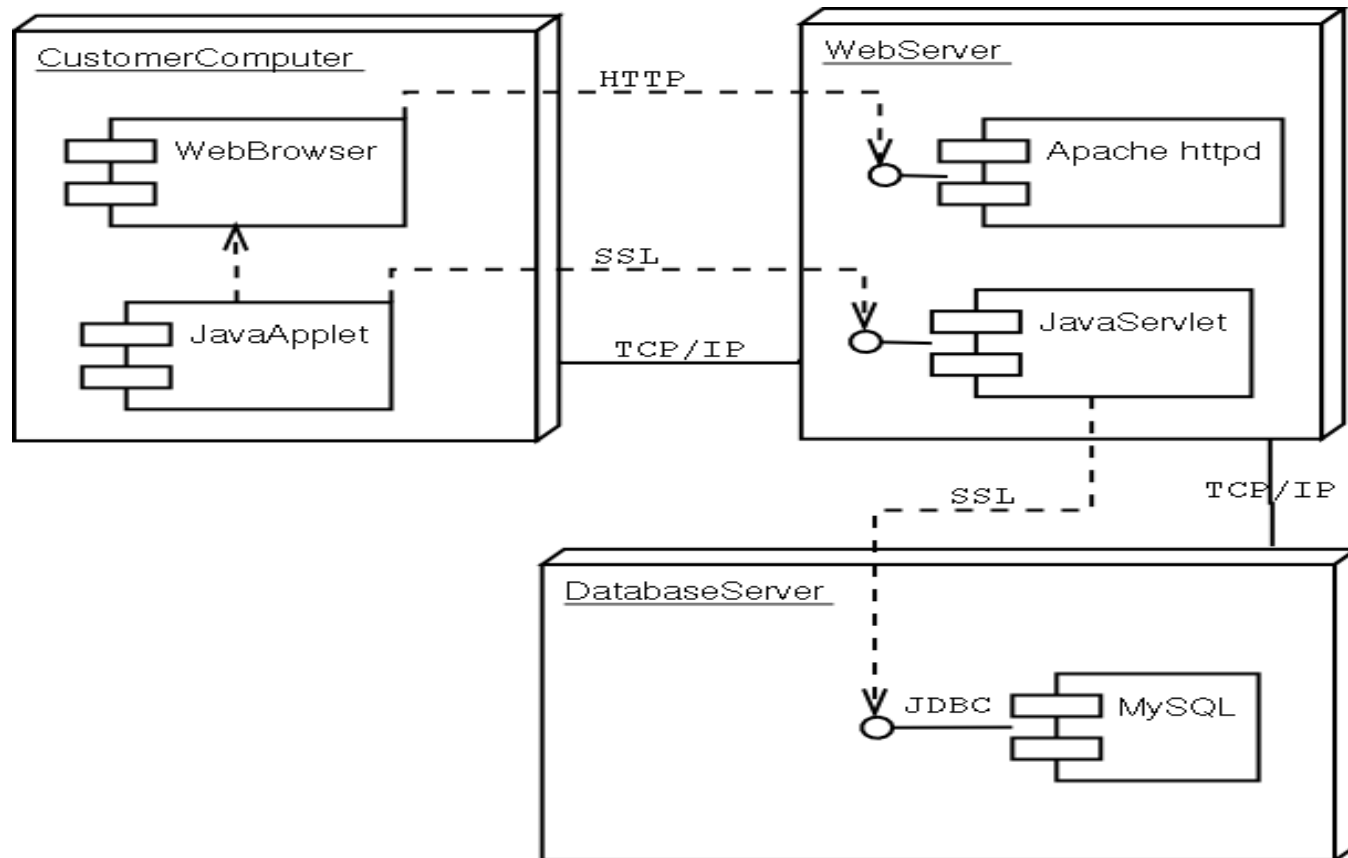 CustomerComputer
WebServer
HTTP
WebBrowser
Apache httpd
SSL
JavaApplet
JavaServlet
TCP/IP
SSL
TCP/IP
DatabaseServer
JDBC
MySQL